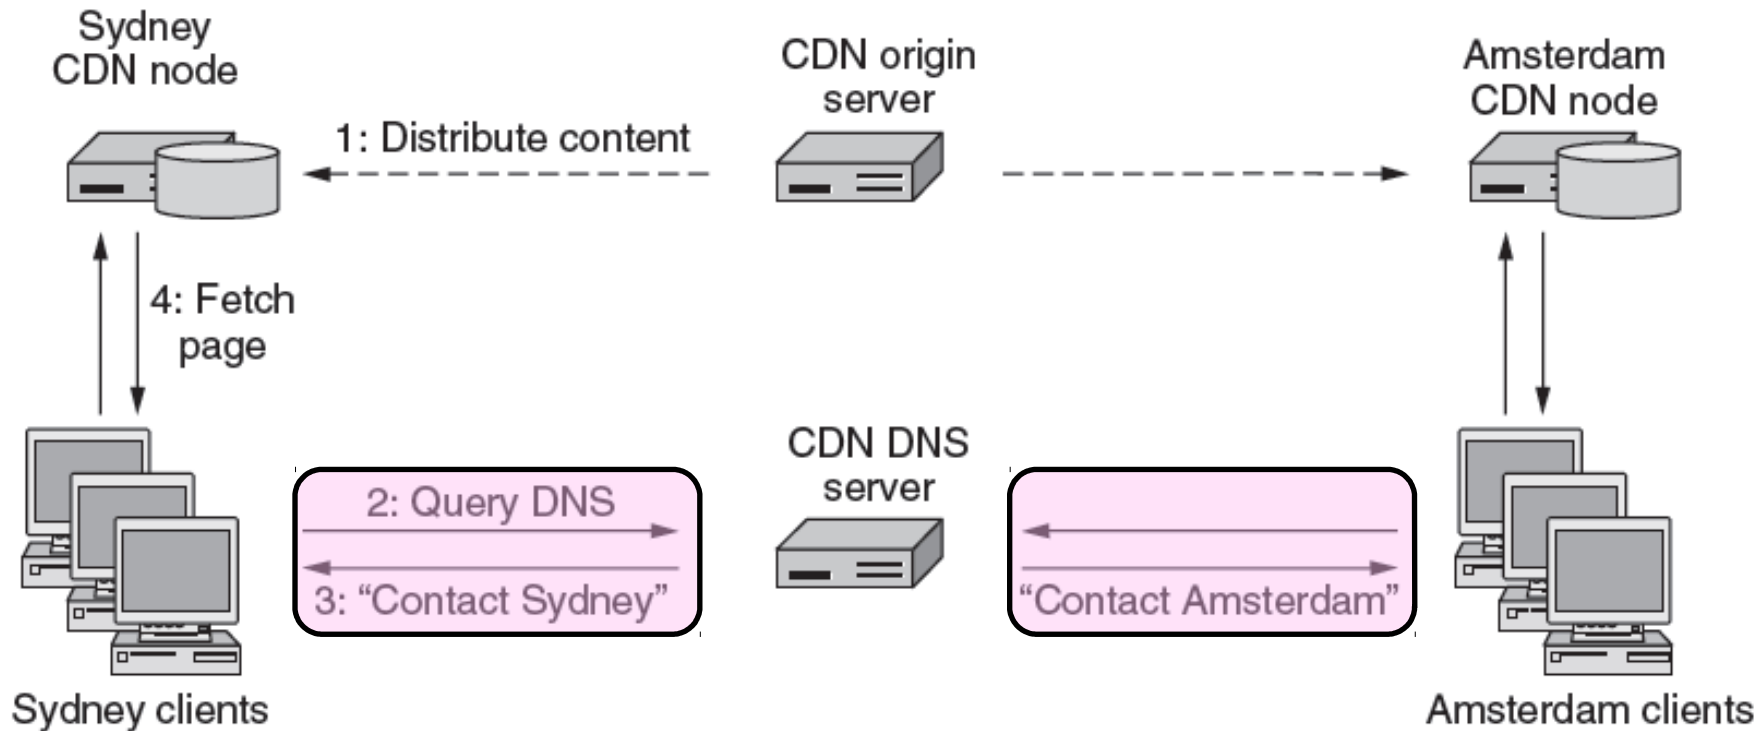 Sydney
CDN node
CDN origin
server
Amsterdam
CDN node
1: Distribute content
4: Fetch
page
CDN DNS
server
2: Query DNS
3: “Contact Sydney”
“Contact Amsterdam”
Sydney clients
Amsterdam clients